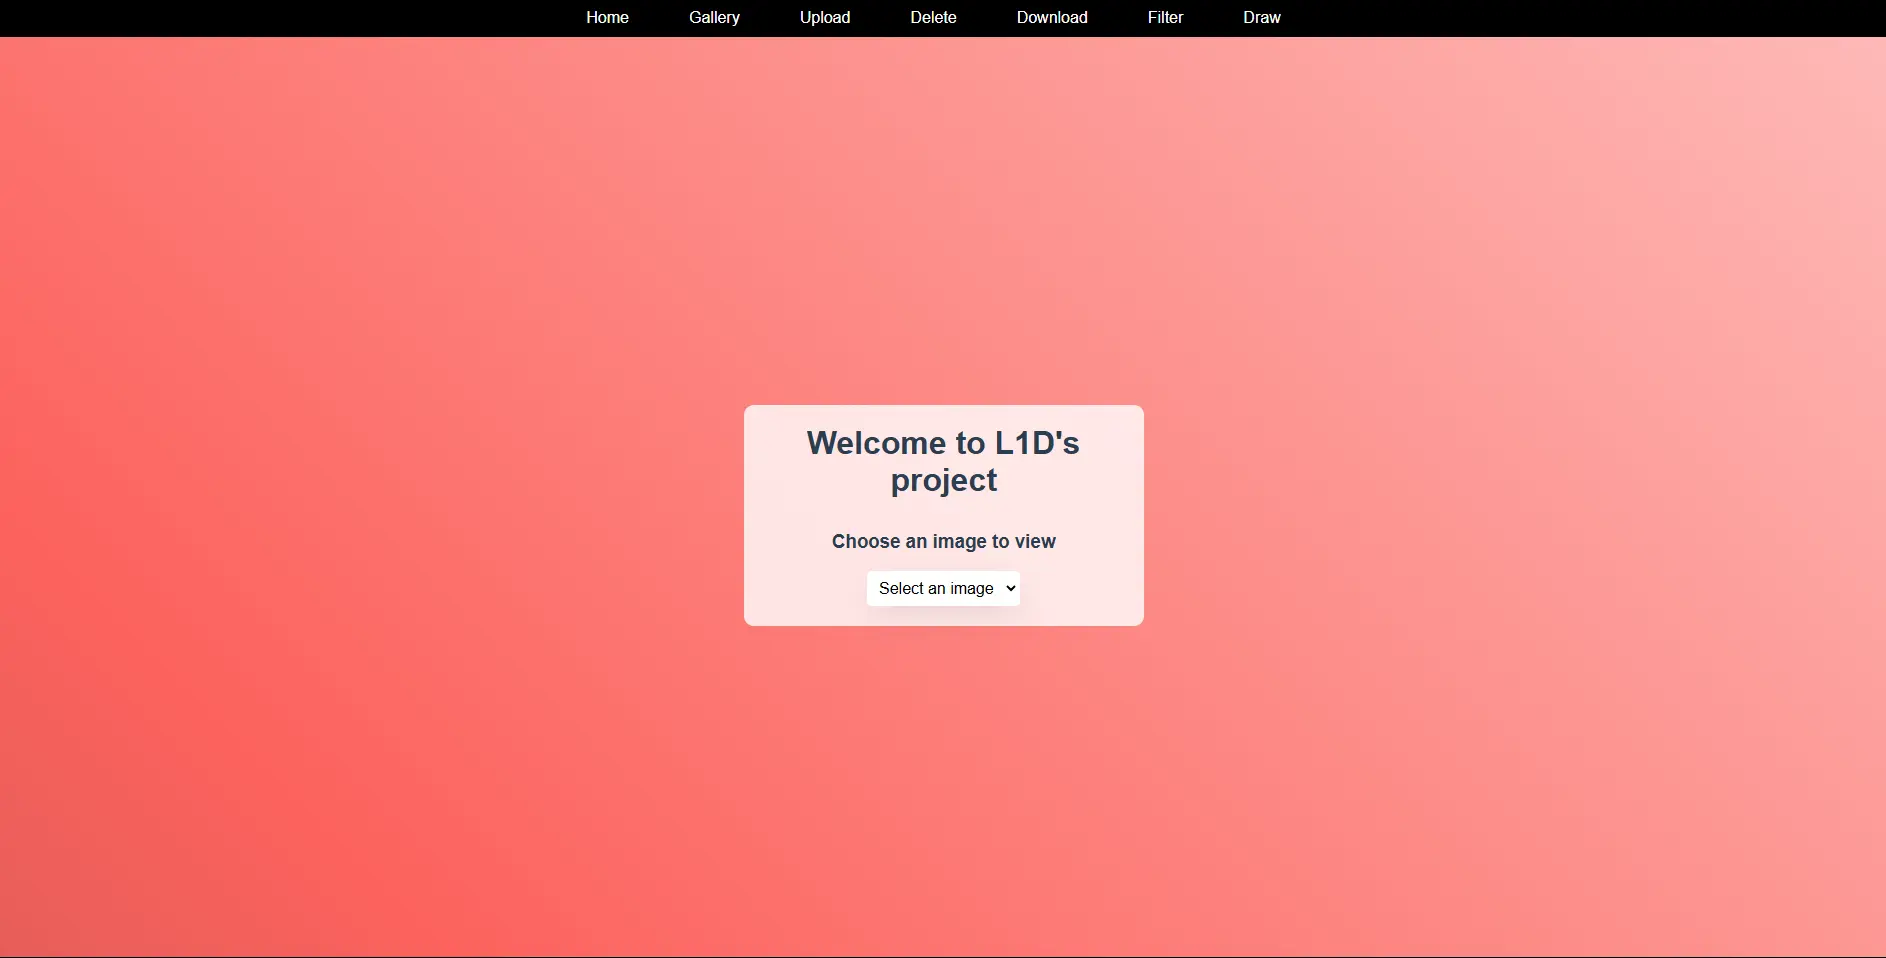 Home Gallery Upload Delete Download Filter Draw
Welcome to L1D's
project
Choose an image to view
Select an image